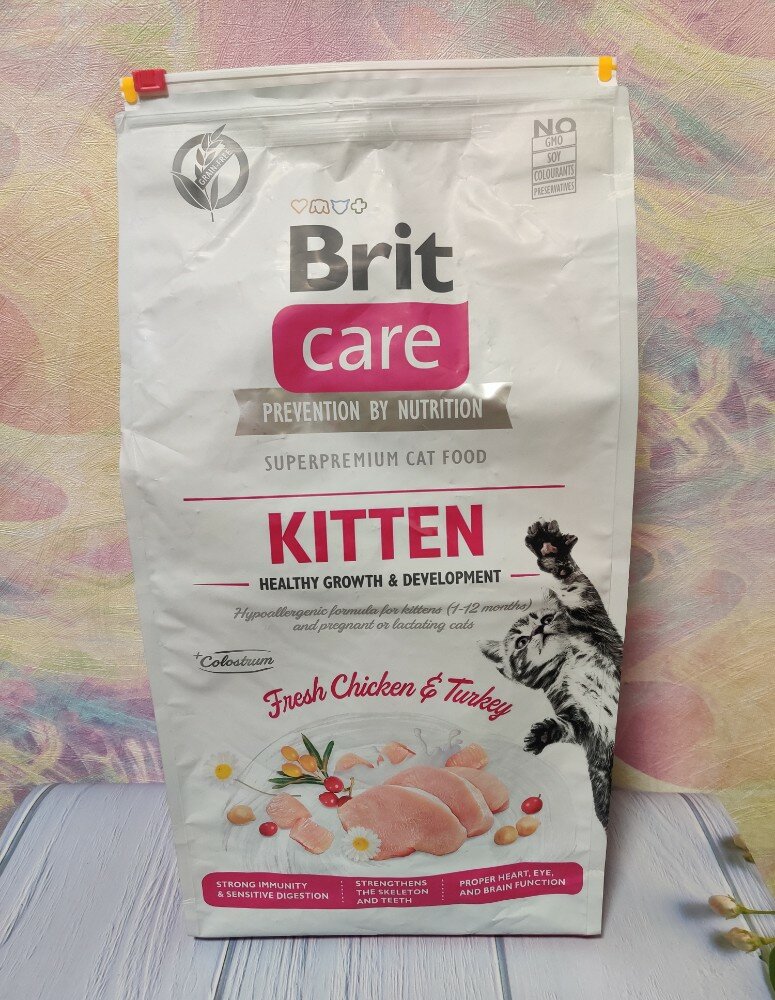 GRAIN-FREE
NO
GMO
SOY
COLOURANTS
PRESERVATIVES
Brit
care
PREVENTION BY NUTRITION
SUPERPREMIUM CAT FOOD
KITTEN
HEALTHY GROWTH & DEVELOPMENT
Hypoallergenic formula for kittens (1-12 months)
and pregnant or lactating cats
+Colostrum
Fresh Chicken & Turkey
STRONG IMMUNITY
& SENSITIVE DIGESTION
STRENGTHENS
THE SKELETON
AND TEETH
PROPER HEART, EYE,
AND BRAIN FUNCTION